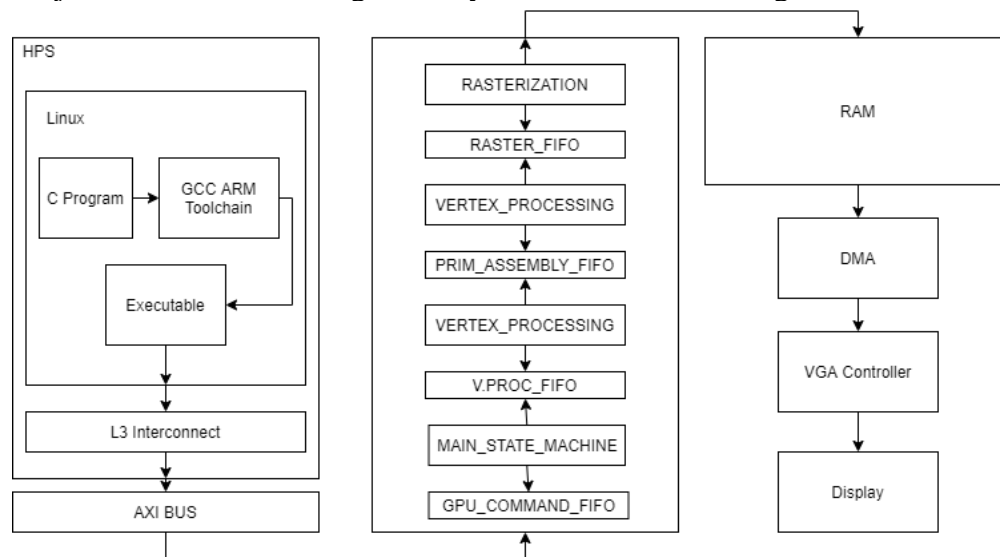 HPS
Linux
C Program
GCC ARM
Toolchain
Executable
L3 Interconnect
AXI BUS
RASTERIZATION
RASTER_FIFO
VERTEX_PROCESSING
PRIM_ASSEMBLY_FIFO
VERTEX_PROCESSING
V.PROC_FIFO
MAIN_STATE_MACHINE
GPU_COMMAND_FIFO
RAM
DMA
VGA Controller
Display